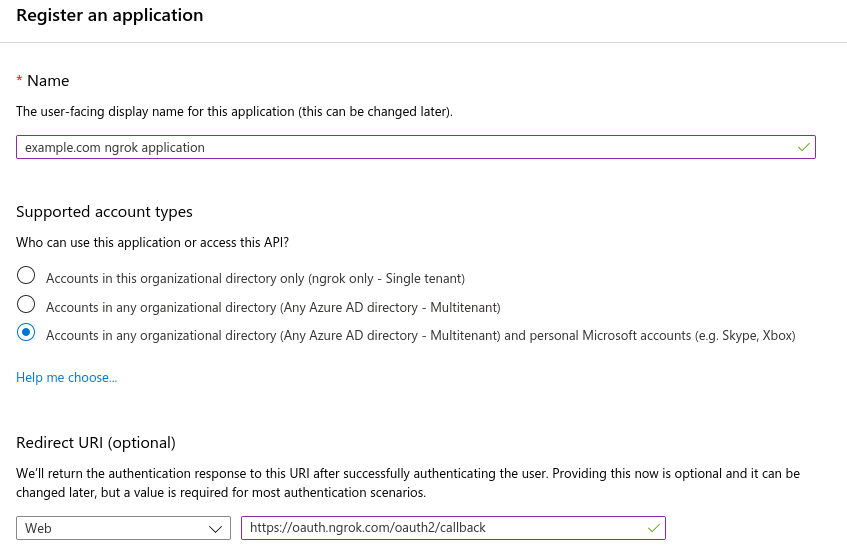 Register an application
* Name
The user-facing display name for this application (this can be changed later).
example.com ngrok application
Supported account types
Who can use this application or access this API?
Accounts in this organizational directory only (ngrok only - Single tenant)
Accounts in any organizational directory (Any Azure AD directory - Multitenant)
Accounts in any organizational directory (Any Azure AD directory - Multitenant) and personal Microsoft accounts (e.g. Skype, Xbox)
Help me choose...
Redirect URI (optional)
We'll return the authentication response to this URI after successfully authenticating the user. Providing this now is optional and it can be
changed later, but a value is required for most authentication scenarios.
Web https://oauth.ngrok.com/oauth2/callback